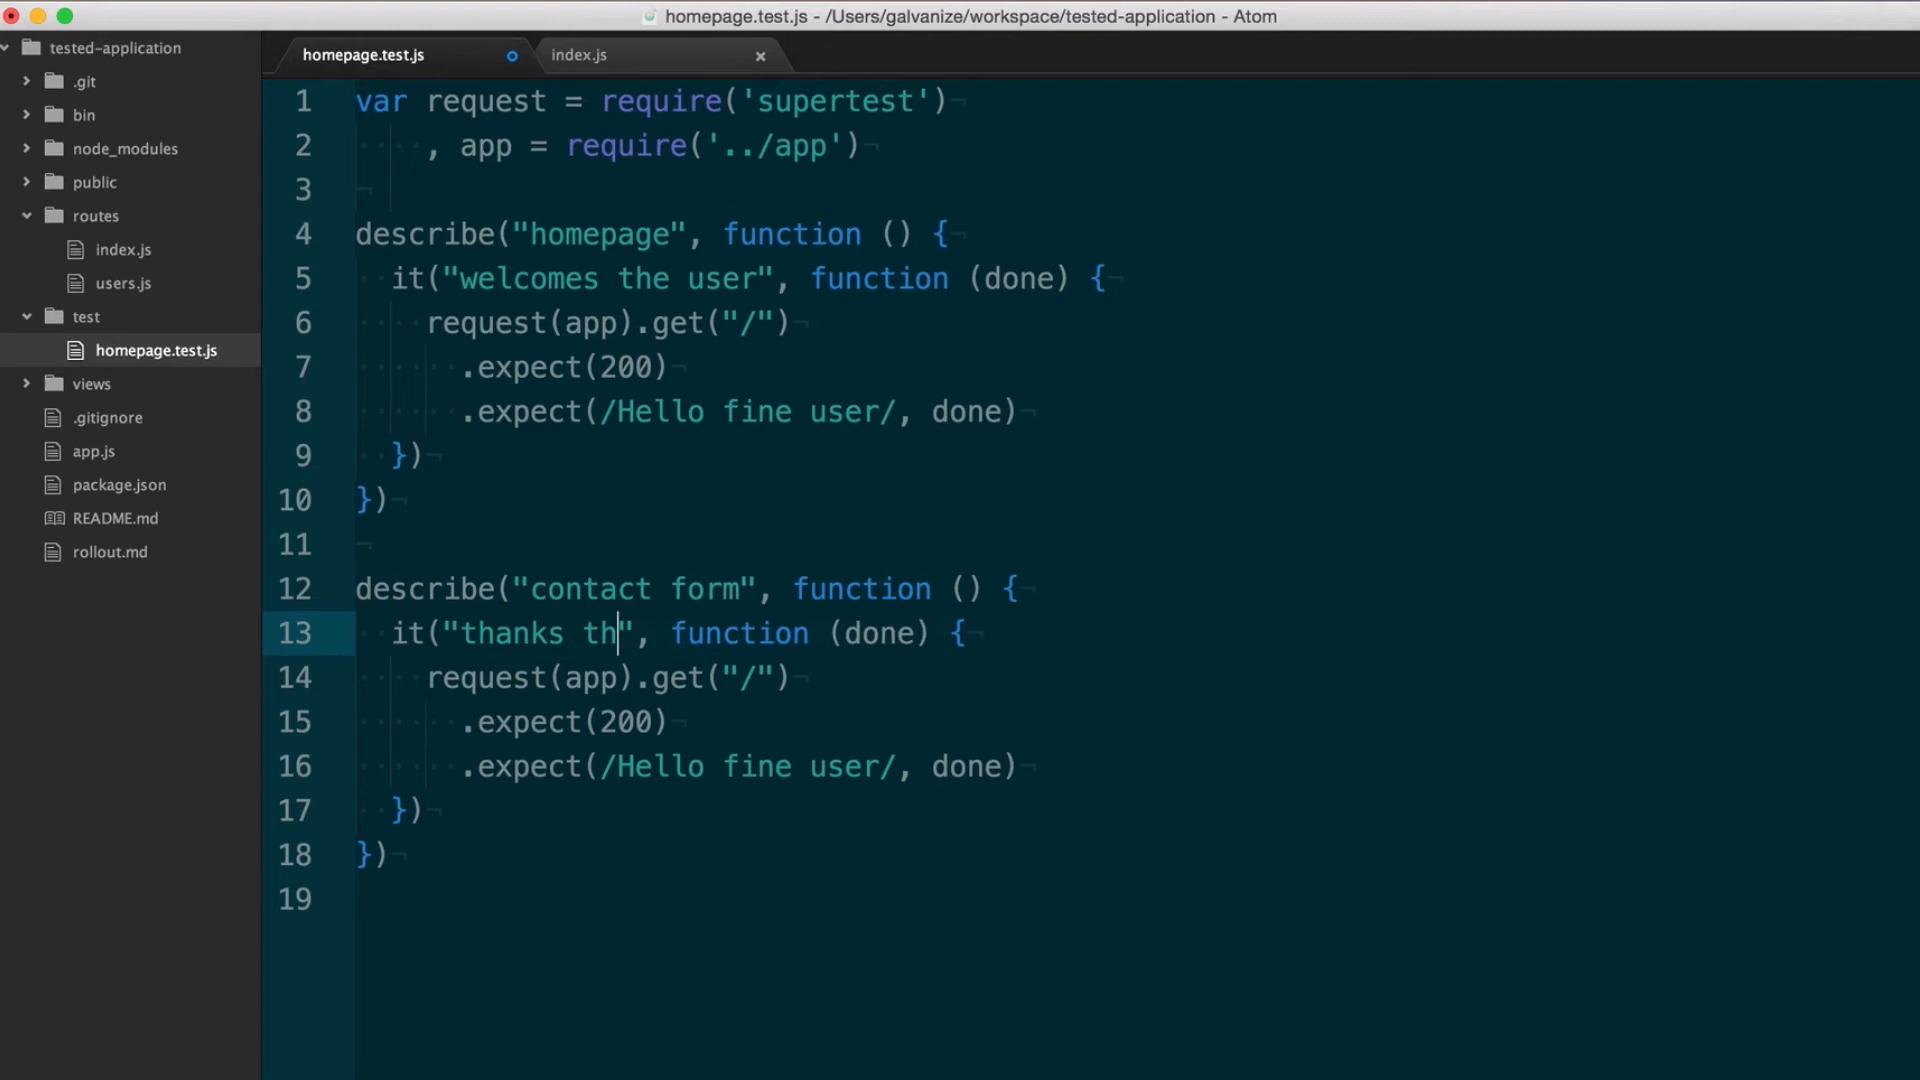 homepage.test.js - /Users/galvanize/workspace/tested-application - Atom
tested-application
.git
bin
node_modules
public
routes
index.js
users.js
test
homepage.test.js
views
.gitignore
app.js
package.json
README.md
rollout.md
homepage.test.js index.js
1 var request = require('supertest')
2 , app = require('../app')
3
4 describe("homepage", function () {
5 it("welcomes the user", function (done) {
6 request(app).get("/")
7 .expect(200)
8 .expect(/Hello fine user/, done)
9 })
10 })
11
12 describe("contact form", function () {
13 it("thanks th", function (done) {
14 request(app).get("/")
15 .expect(200)
16 .expect(/Hello fine user/, done)
17 })
18 })
19